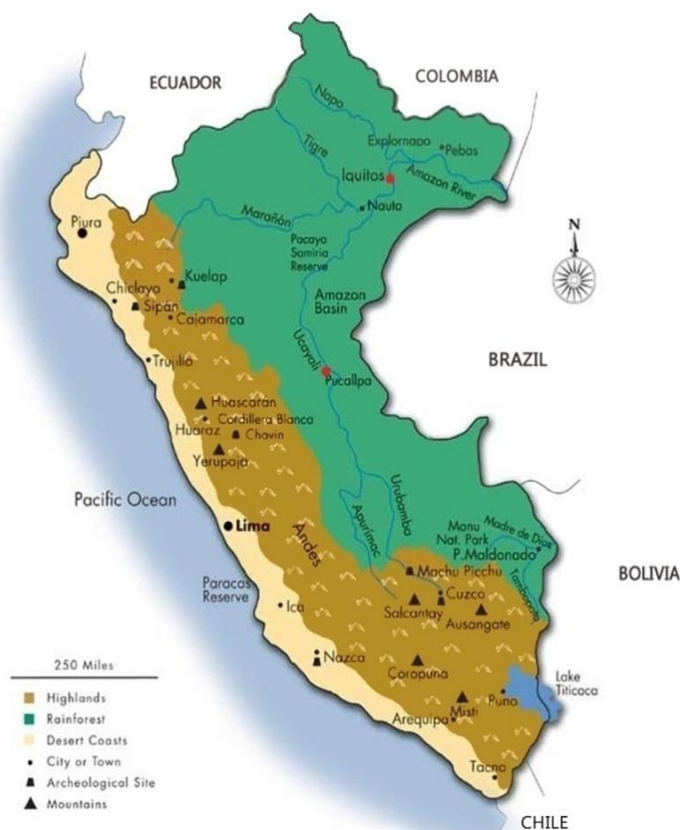 ECUADOR
COLOMBIA
Napo
Tigre
Explornapo
Pebas
Iquitos
Amazon River
Nauta
Marañón
Piura
Pacaya
Samiria
Reserve
Kuelap
Chiclayo
Sipán
Cajamarca
Amazon
Basin
N
Trujillo
Ucayali
Pucallpa
BRAZIL
Huascaran
Cordillera Blanca
Huaraz
Chavin
Yerupaja
Pacific Ocean
Lima
Andes
Apurímac
Urubamba
Manu
Nat. Park
Madre de Dios
P.Maldonado
Machu Picchu
Tambopata
BOLIVIA
Paracas
Reserve
Ica
Cuzco
Salcantay
Ausangate
Nazca
Coropuna
Lake
Titicaca
Puno
Misti
Arequipa
Tacna
CHILE
250 Miles
Highlands
Rainforest
Desert Coasts
City or Town
Archeological Site
Mountains